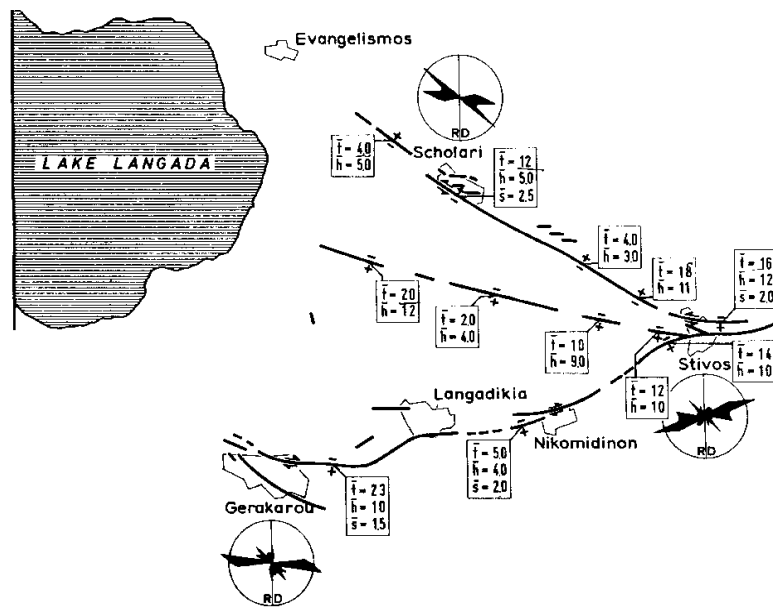 Evangelismos
LAKE LANGADA
RD
Scholari
t̄ = 4.0
h̄ = 5.0
t̄ = 12
h̄ = 5.0
s̄ = 2.5
t̄ = 4.0
h̄ = 3.0
t̄ = 18
h̄ = 11
t̄ = 16
h̄ = 12
s̄ = 2.0
t̄ = 20
h̄ = 12
t̄ = 2.0
h̄ = 4.0
t̄ = 10
h̄ = 9.0
Stivos
t̄ = 14
h̄ = 10
t̄ = 12
h̄ = 10
Langadikia
Nikomidinon
RD
t̄ = 5.0
h̄ = 4.0
s̄ = 2.0
t̄ = 23
h̄ = 10
s̄ = 1.5
Gerakarou
RD